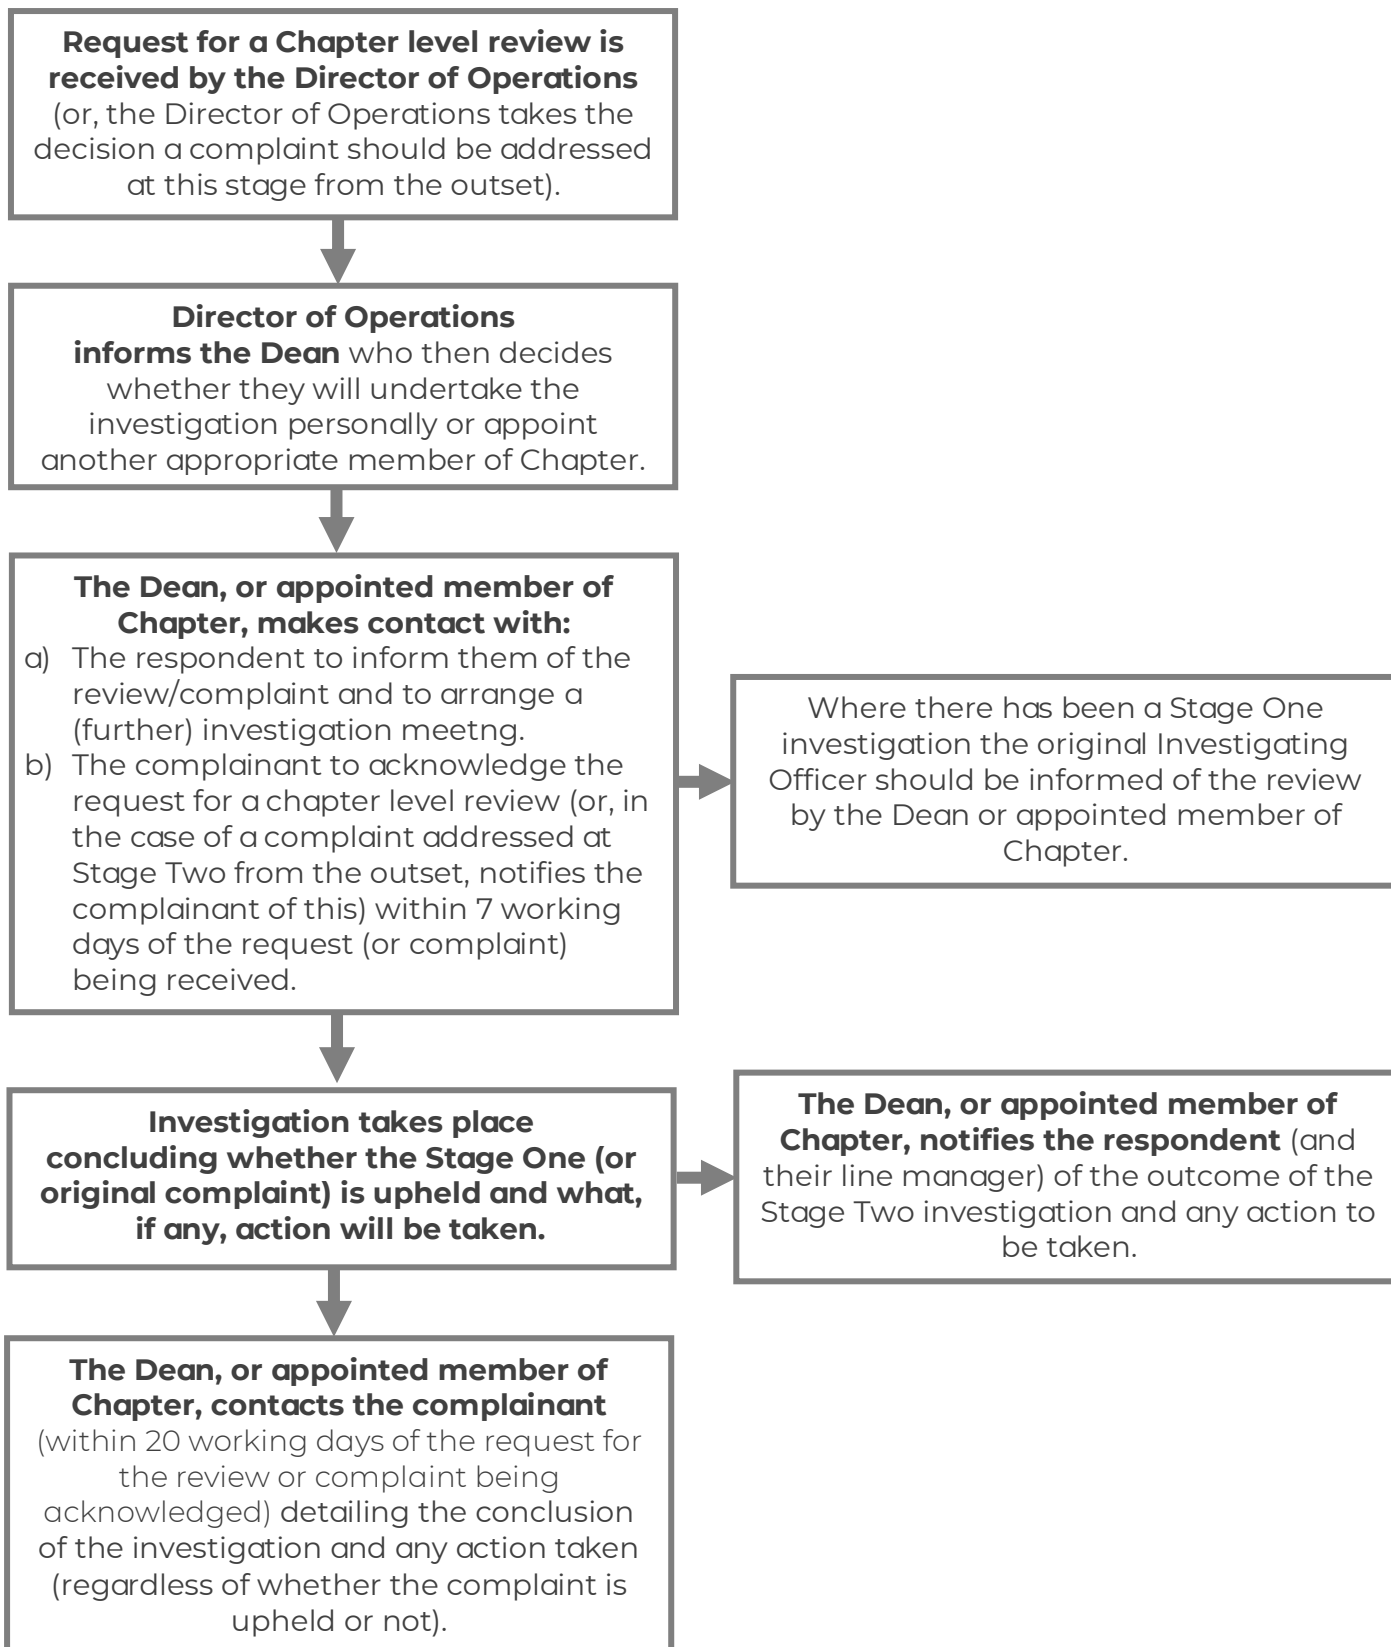 Request for a Chapter level review is
received by the Director of Operations
(or, the Director of Operations takes the
decision a complaint should be addressed
at this stage from the outset).
Director of Operations
informs the Dean who then decides
whether they will undertake the
investigation personally or appoint
another appropriate member of Chapter.
The Dean, or appointed member of
Chapter, makes contact with:
a) The respondent to inform them of the
review/complaint and to arrange a
(further) investigation meetng.
b) The complainant to acknowledge the
request for a chapter level review (or, in
the case of a complaint addressed at
Stage Two from the outset, notifies the
complainant of this) within 7 working
days of the request (or complaint)
being received.
Where there has been a Stage One
investigation the original Investigating
Officer should be informed of the review
by the Dean or appointed member of
Chapter.
Investigation takes place
concluding whether the Stage One (or
original complaint) is upheld and what,
if any, action will be taken.
The Dean, or appointed member of
Chapter, notifies the respondent (and
their line manager) of the outcome of the
Stage Two investigation and any action to
be taken.
The Dean, or appointed member of
Chapter, contacts the complainant
(within 20 working days of the request for
the review or complaint being
acknowledged) detailing the conclusion
of the investigation and any action taken
(regardless of whether the complaint is
upheld or not).